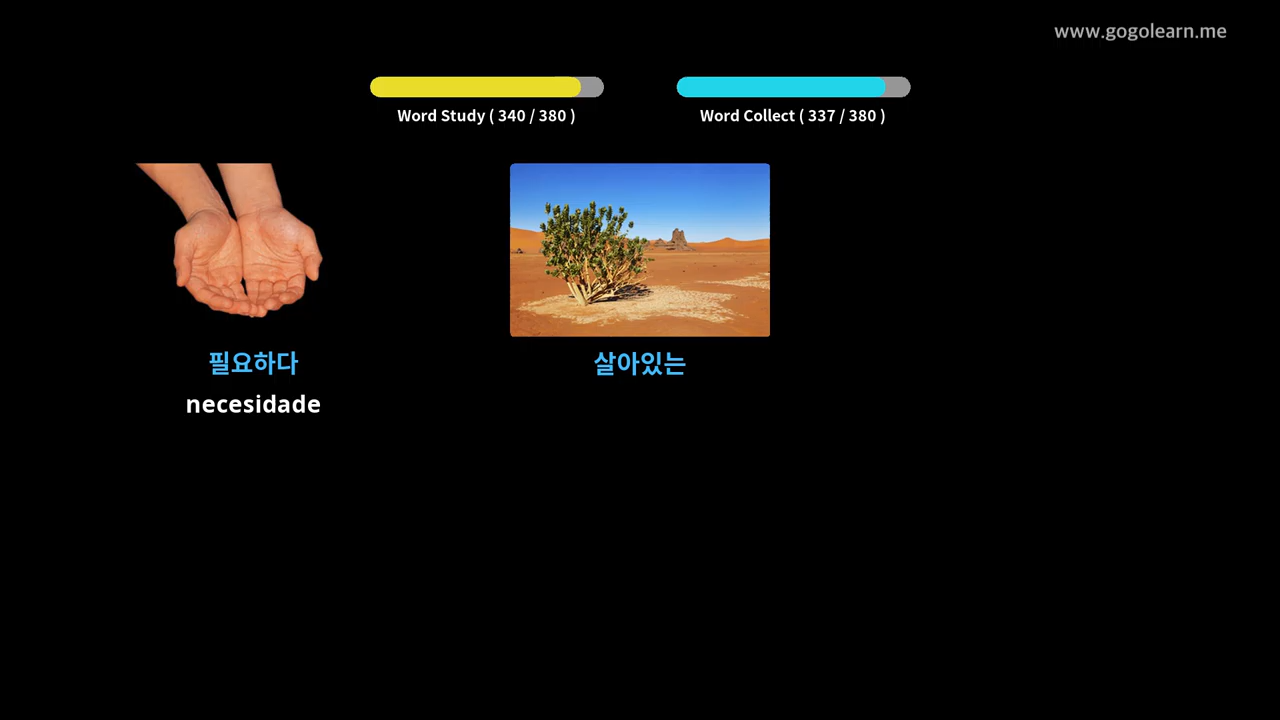 www.gogolearn.me
Word Study ( 340 / 380 )
Word Collect ( 337 / 380 )
필요하다
necesidade
살아있는